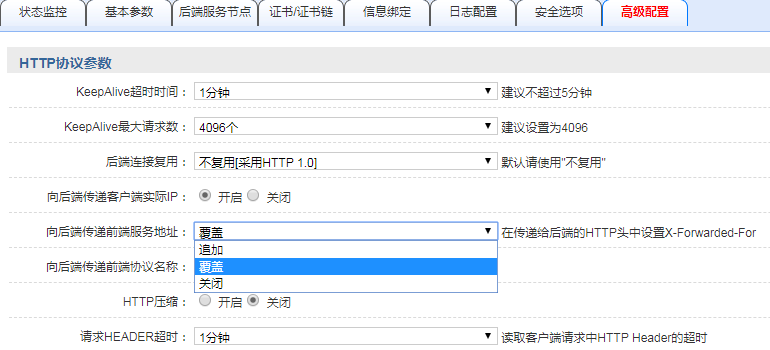 状态监控 基本参数 后端服务节点 证书/证书链 信息绑定 日志配置 安全选项 高级配置
HTTP协议参数
KeepAlive超时时间： 1分钟 建议不超过5分钟
KeepAlive最大请求数： 4096个 建议设置为4096
后端连接复用： 不复用[采用HTTP 1.0] 默认请使用"不复用"
向后端传递客户端实际IP： 开启 关闭
向后端传递前端服务地址： 覆盖 在传递给后端的HTTP头中设置X-Forwarded-For
追加
向后端传递前端协议名称： 覆盖
关闭
HTTP压缩： 开启 关闭
请求HEADER超时： 1分钟 读取客户端请求中HTTP Header的超时